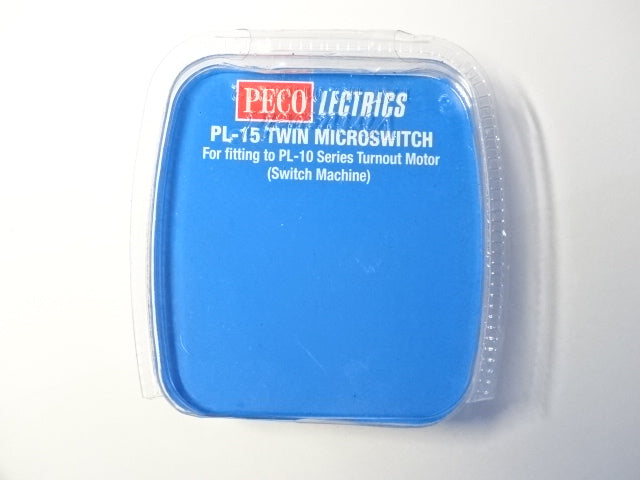 PECO LECTRICS
PL-15 TWIN MICROSWITCH
For fitting to PL-10 Series Turnout Motor
(Switch Machine)